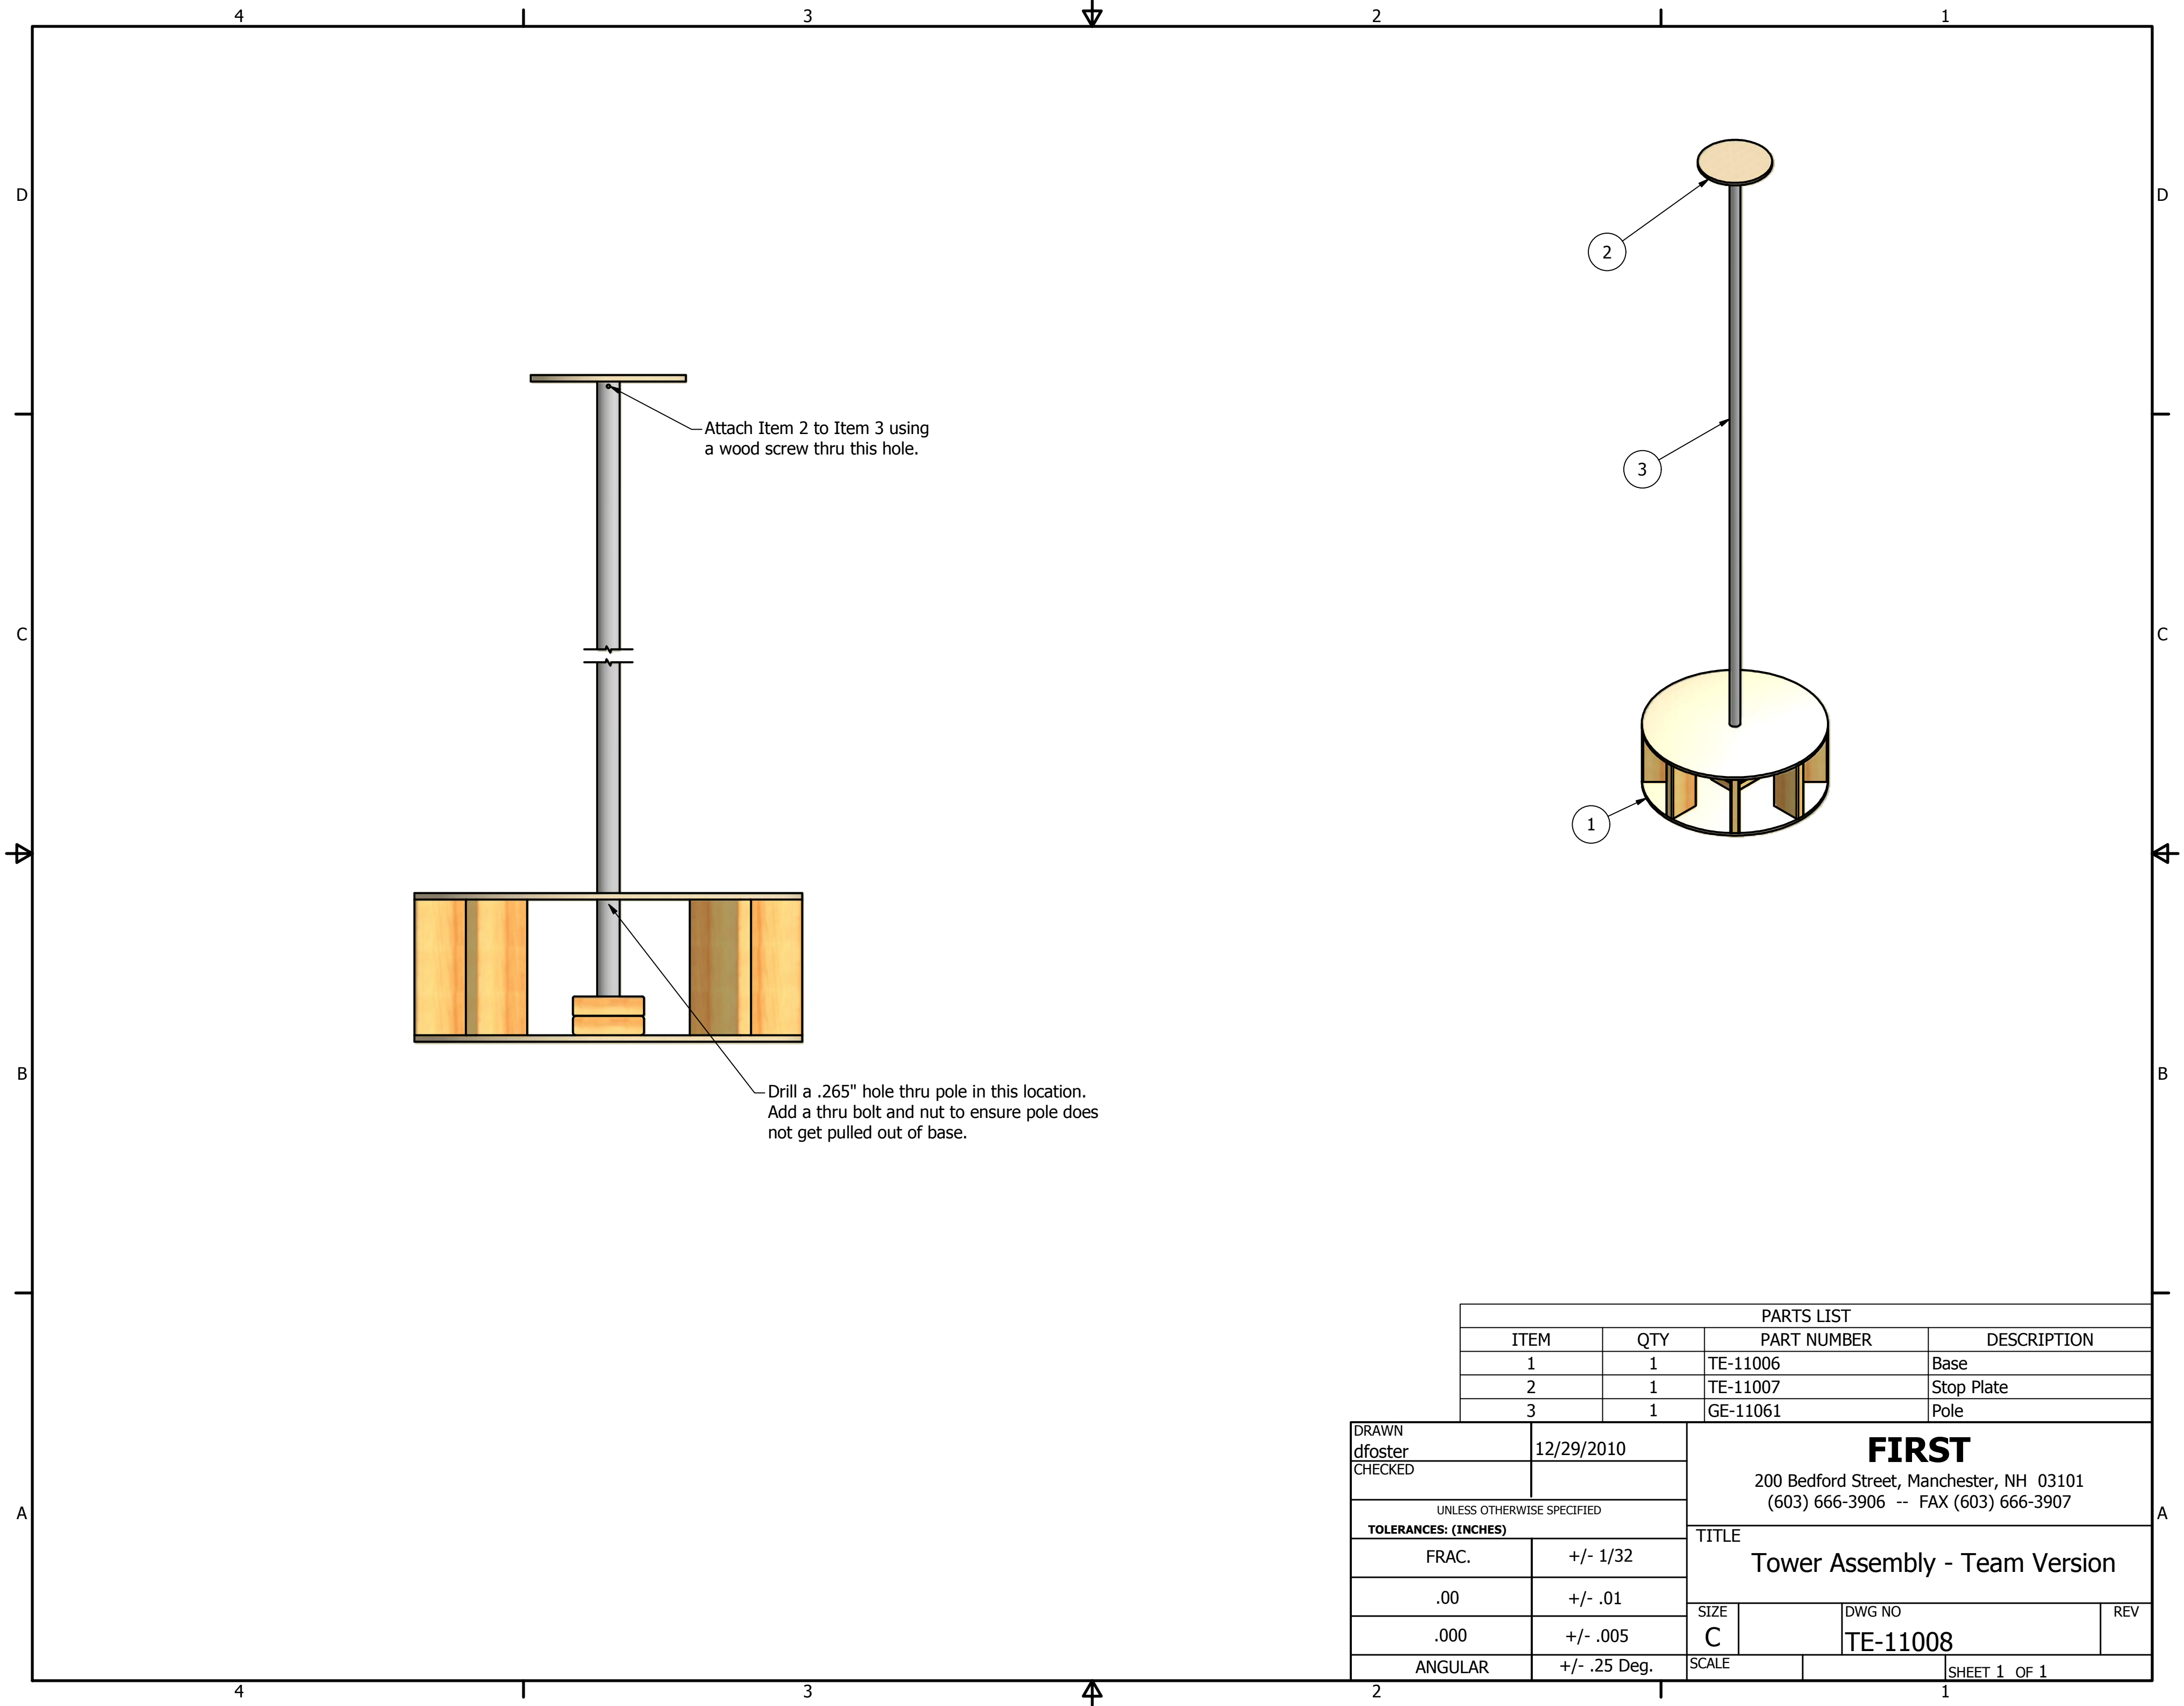 4 3 2 1
D D
2
Attach Item 2 to Item 3 using
a wood screw thru this hole.
3
C C
1
B B
Drill a .265" hole thru pole in this location.
Add a thru bolt and nut to ensure pole does
not get pulled out of base.
PARTS LIST
ITEM QTY PART NUMBER DESCRIPTION
1 1 TE-11006 Base
2 1 TE-11007 Stop Plate
3 1 GE-11061 Pole
DRAWN
dfoster 12/29/2010
CHECKED
UNLESS OTHERWISE SPECIFIED
TOLERANCES: (INCHES)
FRAC. +/- 1/32
.00 +/- .01
.000 +/- .005
ANGULAR +/- .25 Deg.
FIRST
200 Bedford Street, Manchester, NH 03101
(603) 666-3906 -- FAX (603) 666-3907
TITLE
Tower Assembly - Team Version
SIZE
C
DWG NO
TE-11008
REV
SCALE
SHEET 1 OF 1
A A
4 3 2 1